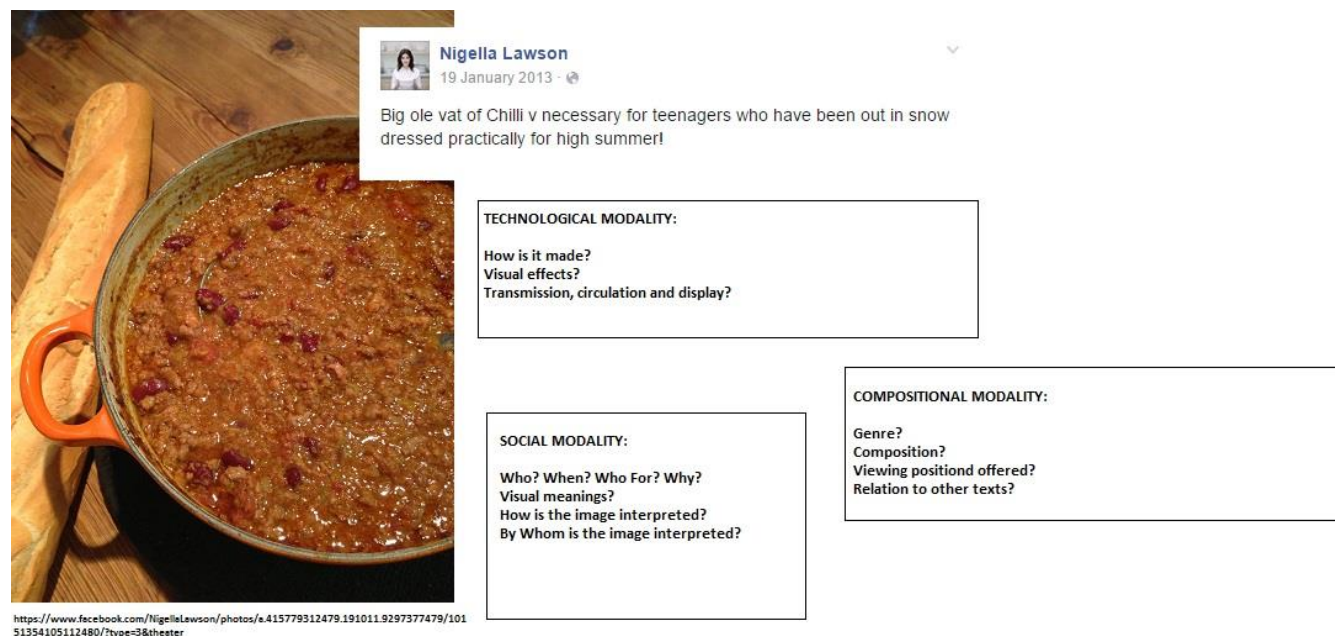 Nigella Lawson
19 January 2013 ·
Big ole vat of Chilli v necessary for teenagers who have been out in snow
dressed practically for high summer!
TECHNOLOGICAL MODALITY:
How is it made?
Visual effects?
Transmission, circulation and display?
COMPOSITIONAL MODALITY:
Genre?
Composition?
Viewing positiond offered?
Relation to other texts?
SOCIAL MODALITY:
Who? When? Who For? Why?
Visual meanings?
How is the image interpreted?
By Whom is the image interpreted?
https://www.facebook.com/NigellaLawson/photos/a.415779312479.191011.9297377479/101
51354105112480/?type=3&theater